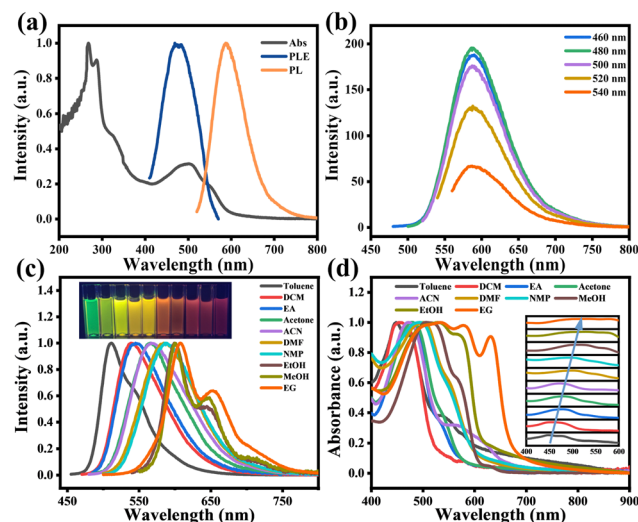 (a)
Intensity (a.u.)
1.0
0.8
0.6
0.4
0.2
0.0
Abs
PLE
PL
200 300 400 500 600 700 800
Wavelength (nm)
(b)
Intensity (a.u.)
200
150
100
50
0
460 nm
480 nm
500 nm
520 nm
540 nm
450 500 550 600 650 700 750 800
Wavelength (nm)
(c)
Intensity (a.u.)
1.4
1.2
1.0
0.8
0.6
0.4
0.2
0.0
Toluene
DCM
EA
Acetone
ACN
DMF
NMP
EtOH
MeOH
EG
450 550 650 750
Wavelength (nm)
(d)
Absorbance (a.u.)
1.4
1.2
1.0
0.8
0.6
0.4
0.2
0.0
Toluene DCM EA Acetone
ACN DMF NMP MeOH
EtOH EG
400 450 500 550 600
400 500 600 700 800 900
Wavelength (nm)